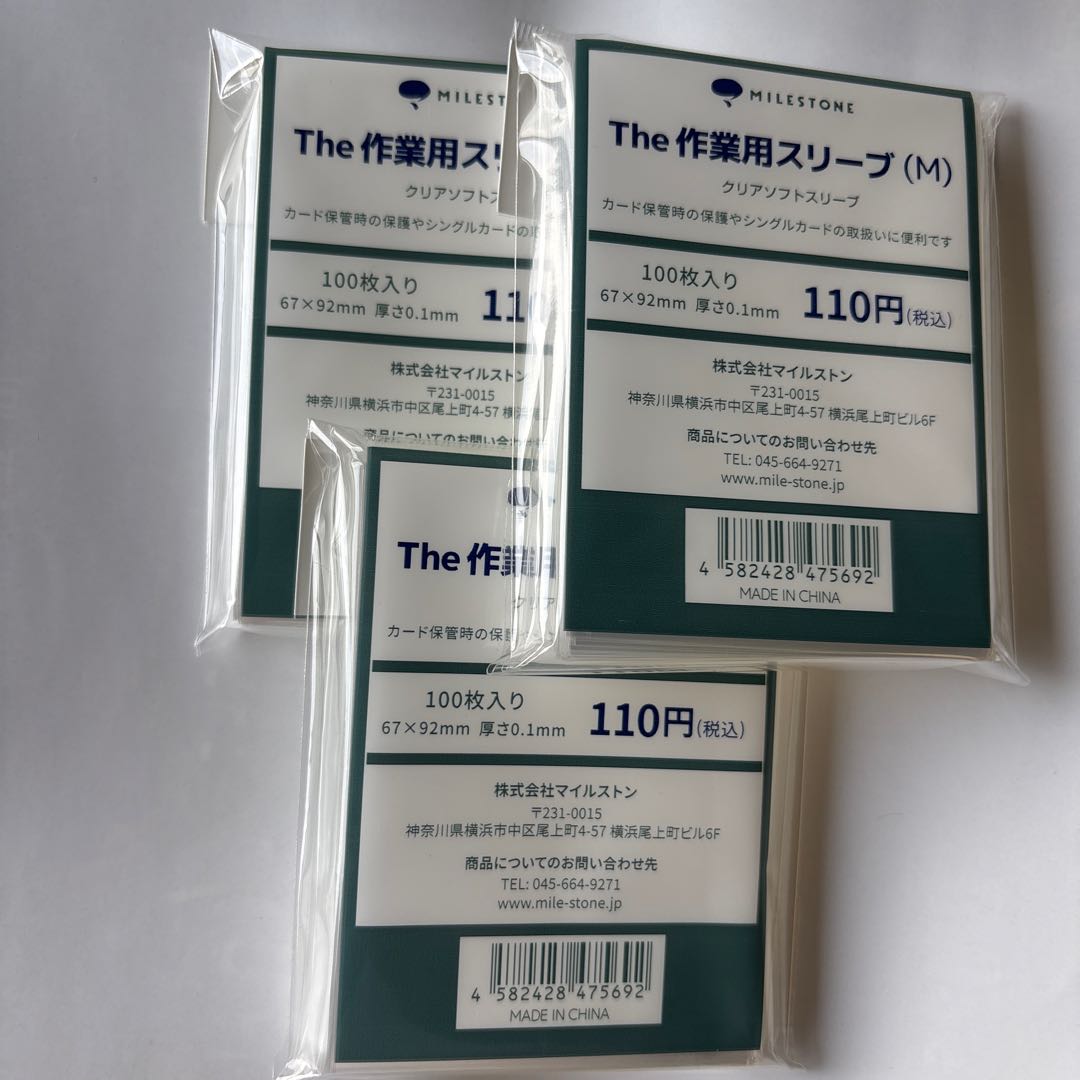 MILESTONE
The 作業用スリーブ (M)
クリアソフトスリーブ
カード保管時の保護やシングルカードの取扱いに便利です
100枚入り
67×92mm 厚さ0.1mm
110円(税込)
株式会社マイルストン
〒231-0015
神奈川県横浜市中区尾上町4-57 横浜尾上町ビル6F
商品についてのお問い合わせ先
TEL: 045-664-9271
www.mile-stone.jp
4 582428 475692
MADE IN CHINA
MILEST
The 作業用ス
クリアソフトス
カード保管時の保護やシングルカードの取
100枚入り
67×92mm 厚さ0.1mm
11
株式会社マイルストン
〒231-0015
神奈川県横浜市中区尾上町4-57 横浜尾
商品についてのお問い合わせ先
The 作業用
クリア
カード保管時の保護
100枚入り
67×92mm 厚さ0.1mm
110円(税込)
株式会社マイルストン
〒231-0015
神奈川県横浜市中区尾上町4-57 横浜尾上町ビル6F
商品についてのお問い合わせ先
TEL: 045-664-9271
www.mile-stone.jp
4 582428 475692
MADE IN CHINA